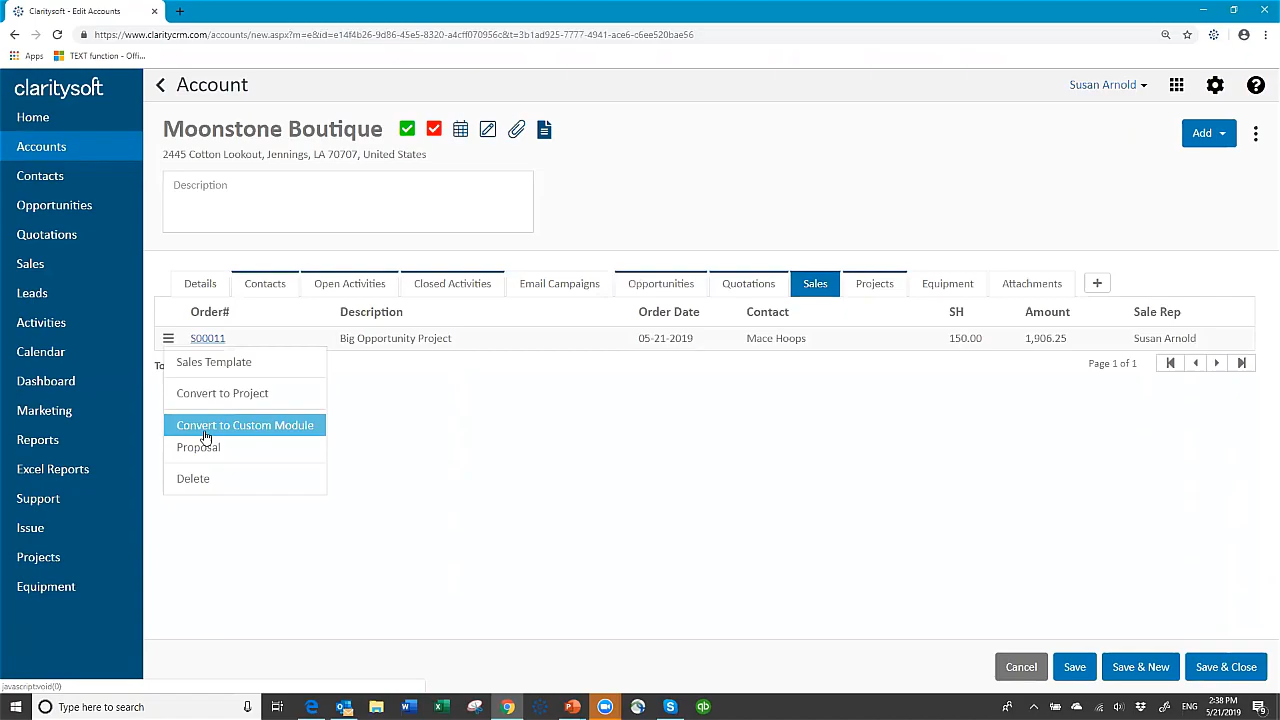 Claritysoft - Edit Accounts
https://www.claritycrm.com/accounts/new.aspx?m=e&id=e14f4b26-9d86-45e5-8320-a4cff070956c&t=3b1ad925-7777-4941-ace6-c6ee520bae56
Apps TEXT function - Offi...
claritysoft
Account
Susan Arnold
Home
Accounts
Contacts
Opportunities
Quotations
Sales
Leads
Activities
Calendar
Dashboard
Marketing
Reports
Excel Reports
Support
Issue
Projects
Equipment
Moonstone Boutique
Add
2445 Cotton Lookout, Jennings, LA 70707, United States
Description
Details Contacts Open Activities Closed Activities Email Campaigns Opportunities Quotations Sales Projects Equipment Attachments +
Order# Description Order Date Contact SH Amount Sale Rep
S00011 Big Opportunity Project 05-21-2019 Mace Hoops 150.00 1,906.25 Susan Arnold
Page 1 of 1
Sales Template
Convert to Project
Convert to Custom Module
Proposal
Delete
Cancel Save Save & New Save & Close
javascript:void(0)
Type here to search
ENG
2:38 PM
5/21/2019